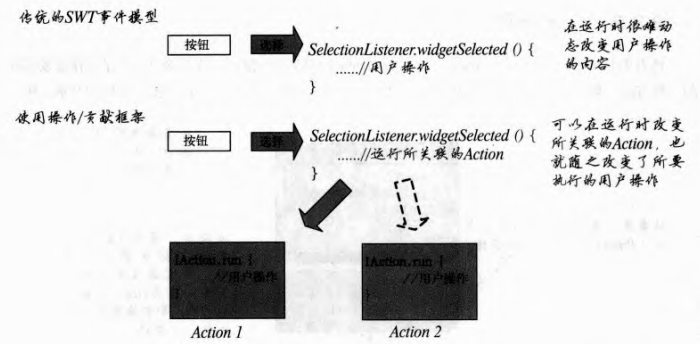 传统的SWT事件模型
按钮
选择
SelectionListener.widgetSelected () {
......//用户操作
}
在运行时很难动
态改变用户操作
的内容
使用操作/贡献框架
按钮
选择
SelectionListener.widgetSelected () {
......//运行所关联的Action
}
可以在运行时改变
所关联的Action，也
就随之改变了所要
执行的用户操作
IAction.run {
//用户操作
}
Action 1
IAction.run {
//用户操作
}
Action 2